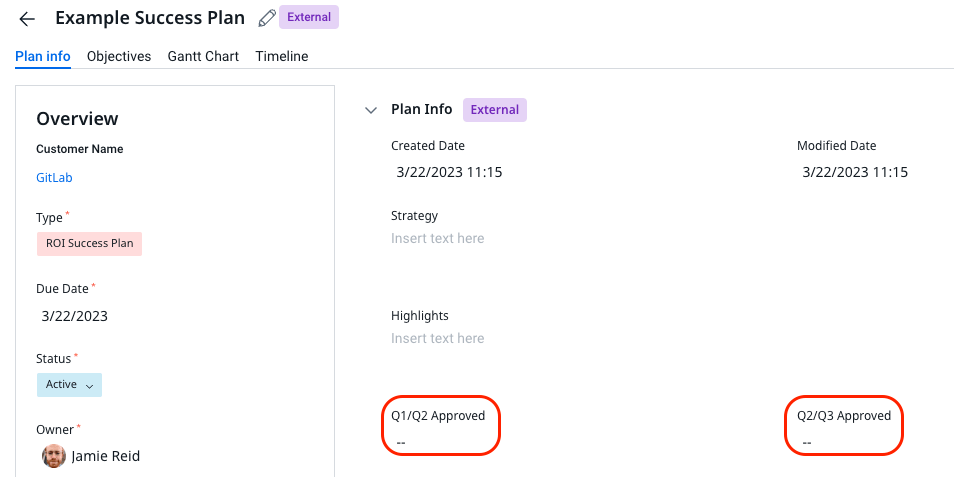 Example Success Plan External
Plan info Objectives Gantt Chart Timeline
Overview
Customer Name
GitLab
Type *
ROI Success Plan
Due Date *
3/22/2023
Status *
Active
Owner *
Jamie Reid
Plan Info External
Created Date Modified Date
3/22/2023 11:15 3/22/2023 11:15
Strategy
Insert text here
Highlights
Insert text here
Q1/Q2 Approved Q2/Q3 Approved
-- --